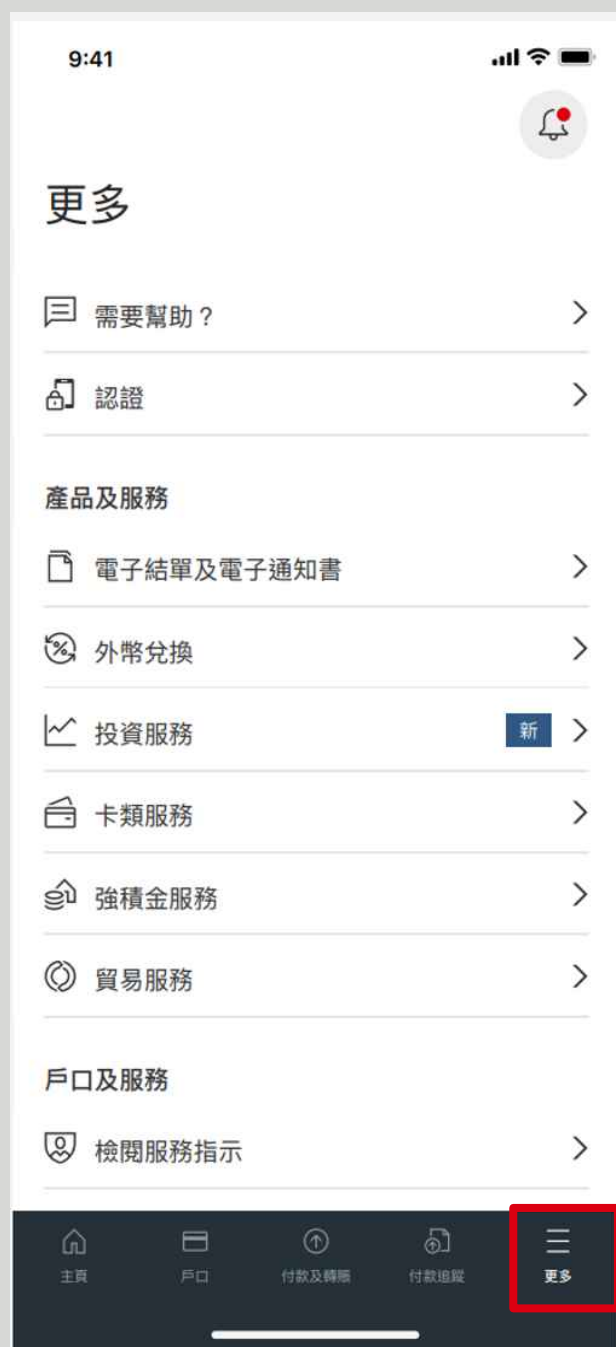 9:41
更多
需要幫助？
認證
產品及服務
電子結單及電子通知書
外幣兌換
投資服務 新
卡類服務
強積金服務
貿易服務
戶口及服務
檢閱服務指示
主頁 戶口 付款及轉賬 付款追蹤 更多